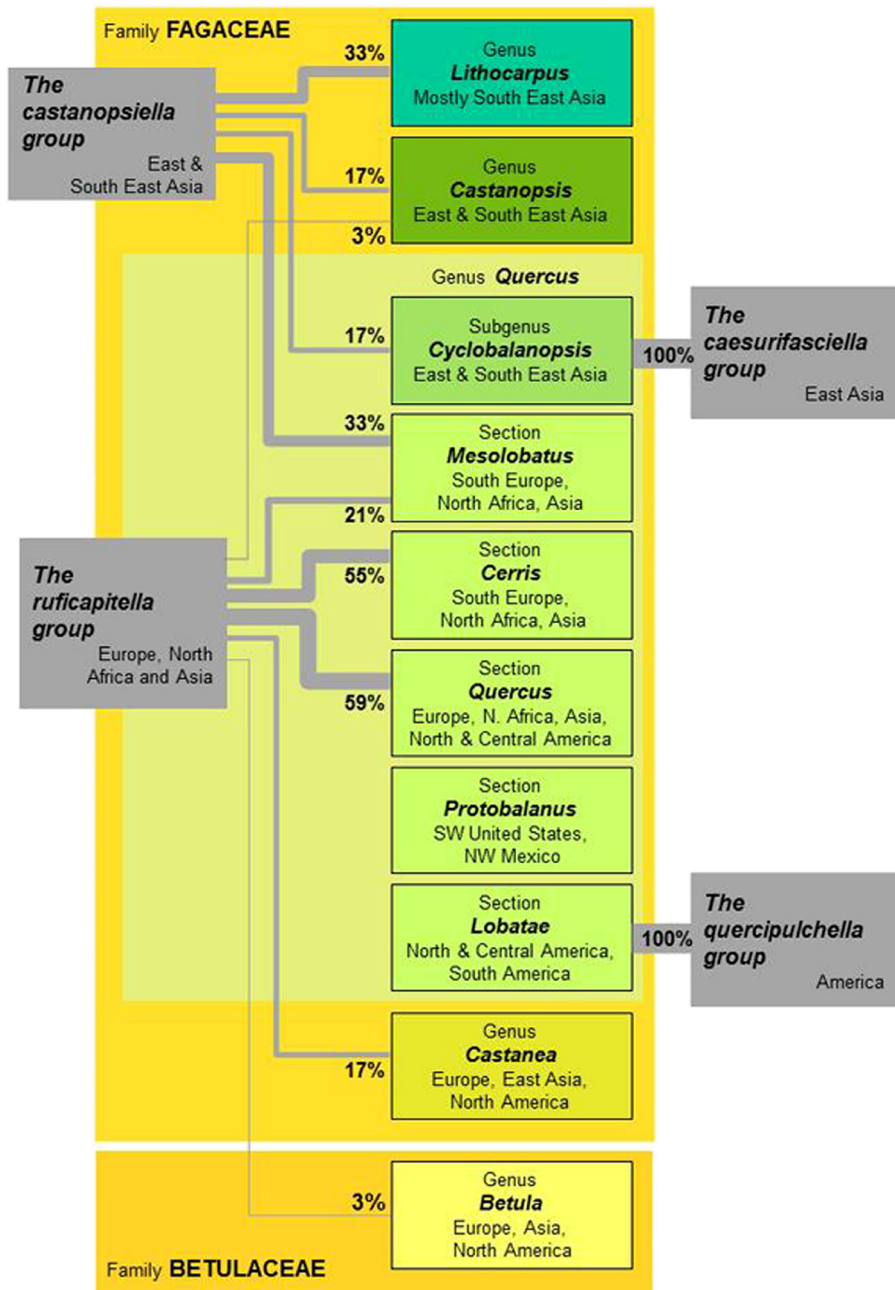 Family FAGACEAE
The
castanopsiella
group
East &
South East Asia
33%
Genus
Lithocarpus
Mostly South East Asia
17%
Genus
Castanopsis
East & South East Asia
3%
Genus Quercus
17%
Subgenus
Cyclobalanopsis
East & South East Asia
100%
The
caesurifasciella
group
East Asia
33%
Section
Mesolobatus
South Europe,
North Africa, Asia
21%
The
ruficapitella
group
Europe, North
Africa and Asia
55%
Section
Cerris
South Europe,
North Africa, Asia
59%
Section
Quercus
Europe, N. Africa, Asia,
North & Central America
Section
Protobalanus
SW United States,
NW Mexico
Section
Lobatae
North & Central America,
South America
100%
The
quercipulchella
group
America
17%
Genus
Castanea
Europe, East Asia,
North America
3%
Genus
Betula
Europe, Asia,
North America
Family BETULACEAE